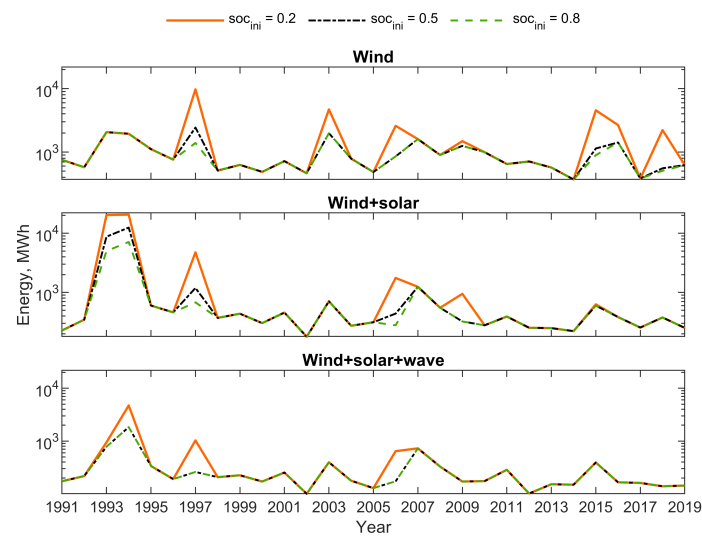 soc_ini = 0.2 soc_ini = 0.5 soc_ini = 0.8
Wind
10^4
10^3
Wind+solar
10^4
10^3
Energy, MWh
Wind+solar+wave
10^4
10^3
1991 1993 1995 1997 1999 2001 2003 2005 2007 2009 2011 2013 2015 2017 2019
Year